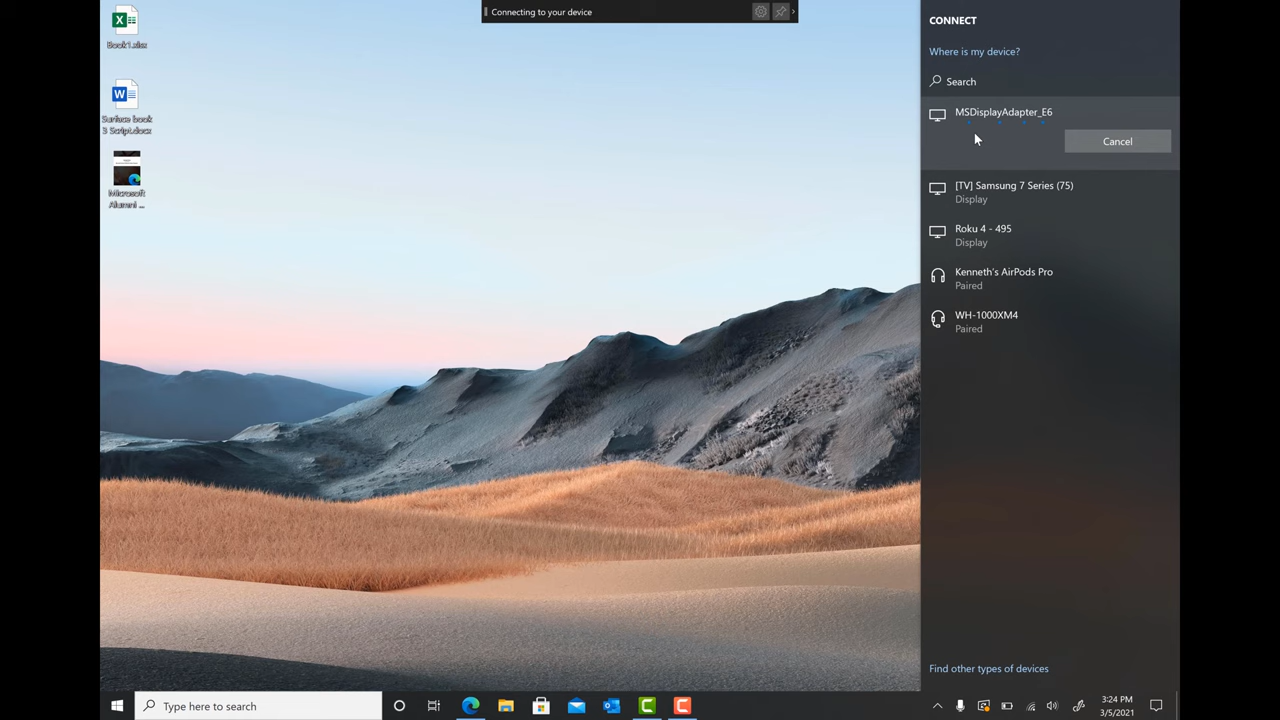 Book1.xlsx
Surface book
3 Script.docx
Microsoft
Alumni ...
Connecting to your device
CONNECT
Where is my device?
Search
MSDisplayAdapter_E6
Cancel
[TV] Samsung 7 Series (75)
Display
Roku 4 - 495
Display
Kenneth's AirPods Pro
Paired
WH-1000XM4
Paired
Find other types of devices
Type here to search
3:24 PM
3/5/2021